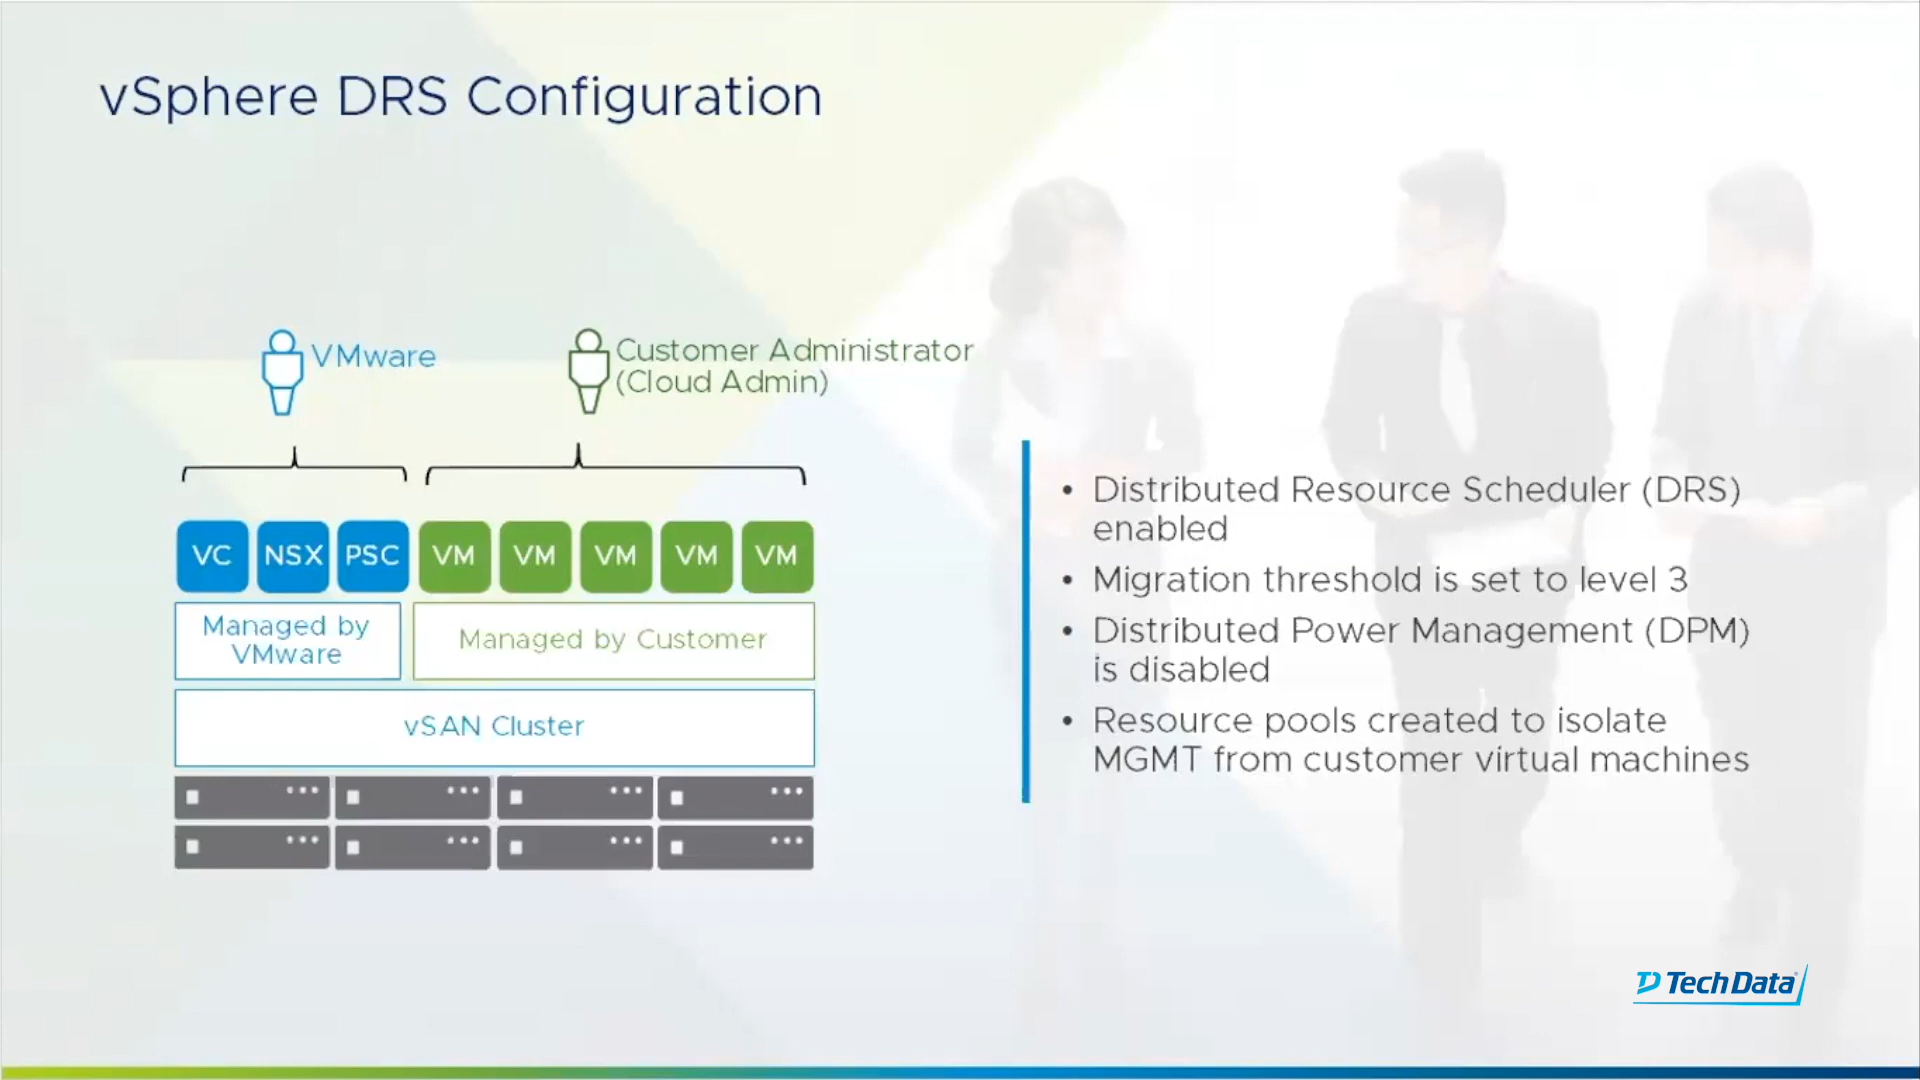 vSphere DRS Configuration
VMware
Customer Administrator
(Cloud Admin)
VC
NSX
PSC
VM
VM
VM
VM
VM
Managed by
VMware
Managed by Customer
vSAN Cluster
• Distributed Resource Scheduler (DRS)
enabled
• Migration threshold is set to level 3
• Distributed Power Management (DPM)
is disabled
• Resource pools created to isolate
MGMT from customer virtual machines
TD Tech Data